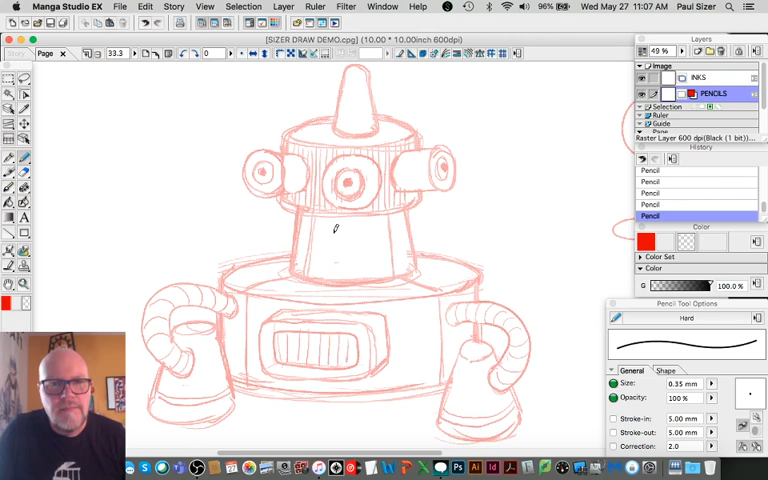 Manga Studio EX File Edit Story View Selection Layer Ruler Filter Window Help 96% Wed May 27 11:07 AM Paul Sizer
[SIZER DRAW DEMO.cpg] (10.00 * 10.00inch 600dpi)
Story Page 33.3 0
Layers
49 %
Image
INKS
PENCILS
Selection
Ruler
Guide
Page
Raster Layer 600 dpi(Black (1 bit))...
History
Pencil
Pencil
Pencil
Pencil
Pencil
Color
Color Set
Color
G 100.0 %
Pencil Tool Options
Hard
General Shape
Size: 0.35 mm
Opacity: 100 %
Stroke-in: 5.00 mm
Stroke-out: 5.00 mm
Correction: 2.0